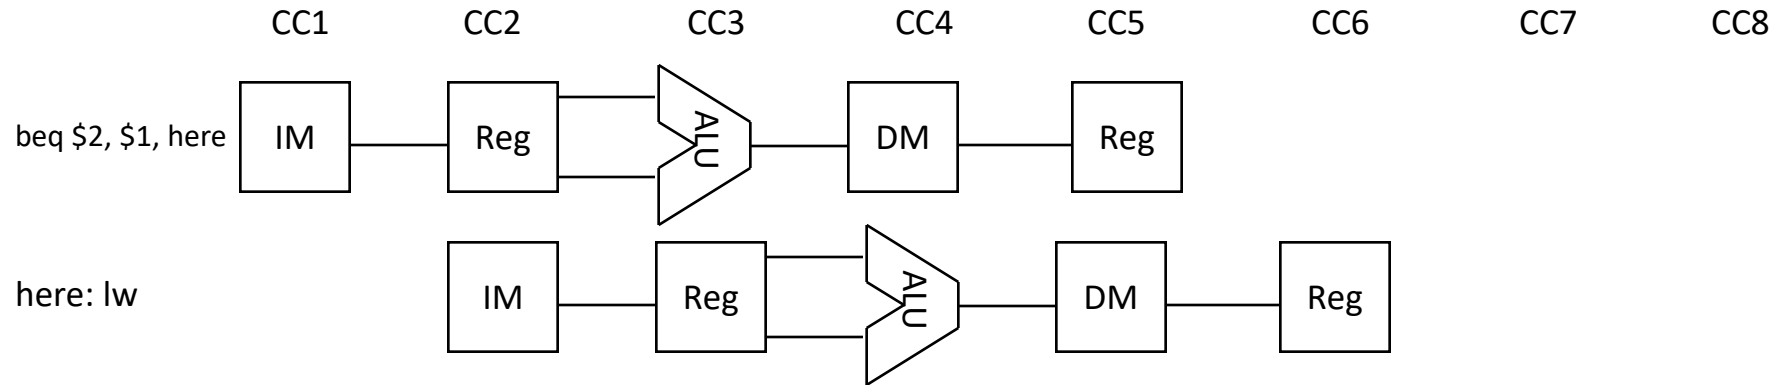 CC1 CC2 CC3 CC4 CC5 CC6 CC7 CC8
beq $2, $1, here IM Reg ALU DM Reg
here: lw IM Reg ALU DM Reg